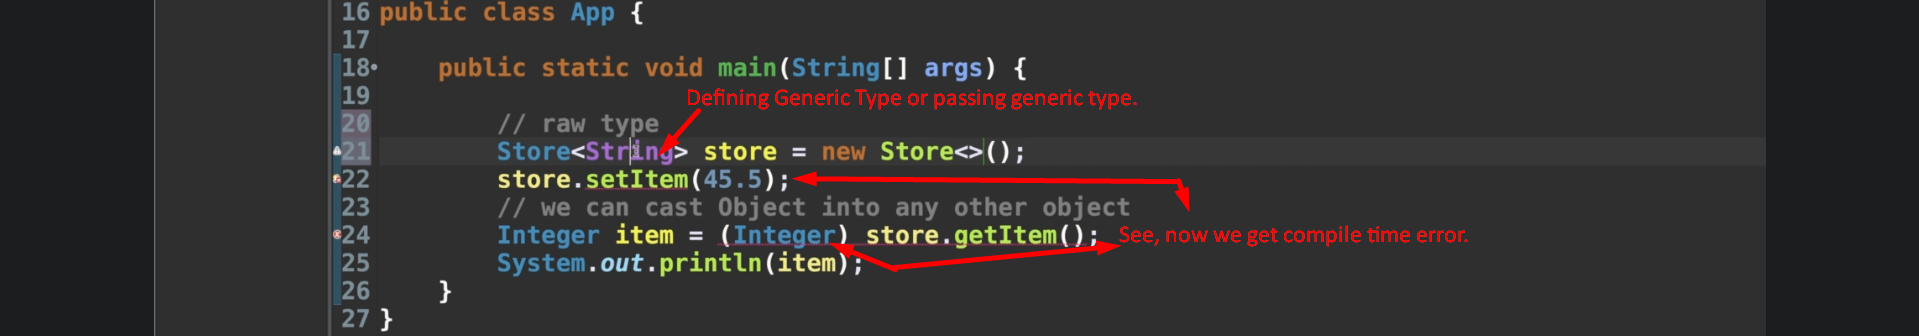 16 public class App {
17
18 public static void main(String[] args) {
19
Defining Generic Type or passing generic type.
20 // raw type
21 Store<String> store = new Store<>();
22 store.setItem(45.5);
23 // we can cast Object into any other object
24 Integer item = (Integer) store.getItem();
See, now we get compile time error.
25 System.out.println(item);
26 }
27 }